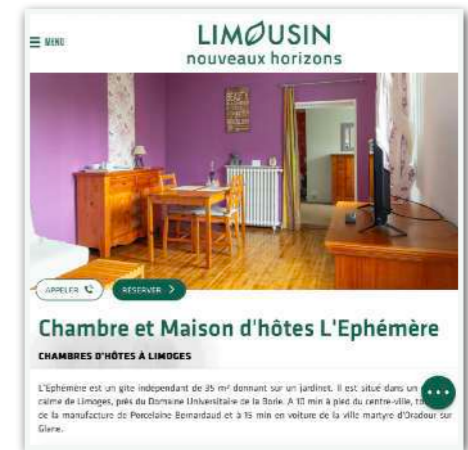 MENU
LIMOUSIN
nouveaux horizons
BEAUTY
APPELER
RÉSERVER
Chambre et Maison d'hôtes L'Ephémère
CHAMBRES D'HÔTES À LIMOGES
L'Ephémère est un gîte indépendant de 35 m² donnant sur un jardinet. Il est situé dans un
calme de Limoges, près du Domaine Universitaire de la Borie. A 10 min à pied du centre-ville,
de la manufacture de Porcelaine Bernardaud et à 15 min en voiture de la ville martyre d'Oradour sur
Glane.